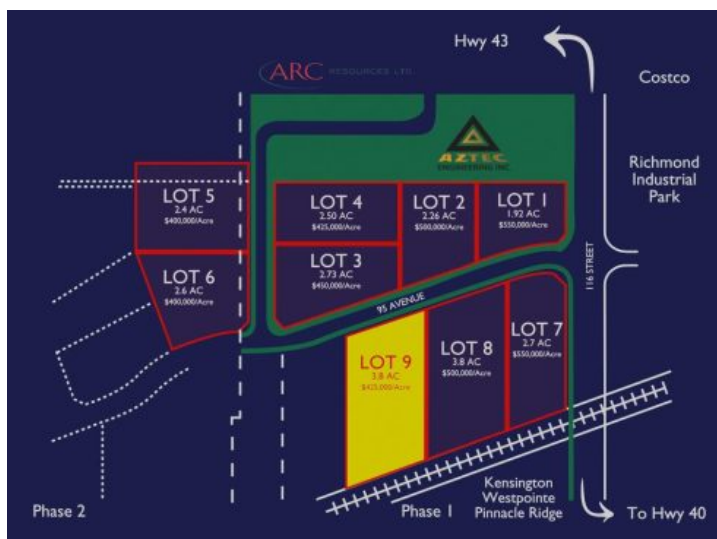 Hwy 43
ARC RESOURCES LTD.
Costco
AZTEC
ENGINEERING INC.
Richmond
Industrial
Park
LOT 5
2.4 AC
$400,000/Acre
LOT 4
2.50 AC
$425,000/Acre
LOT 2
2.26 AC
$500,000/Acre
LOT 1
1.92 AC
$550,000/Acre
LOT 6
2.6 AC
$400,000/Acre
LOT 3
2.73 AC
$450,000/Acre
116 STREET
95 AVENUE
LOT 9
3.8 AC
$425,000/Acre
LOT 8
3.8 AC
$500,000/Acre
LOT 7
2.7 AC
$550,000/Acre
Phase 2
Phase 1
Kensington
Westpointe
Pinnacle Ridge
To Hwy 40